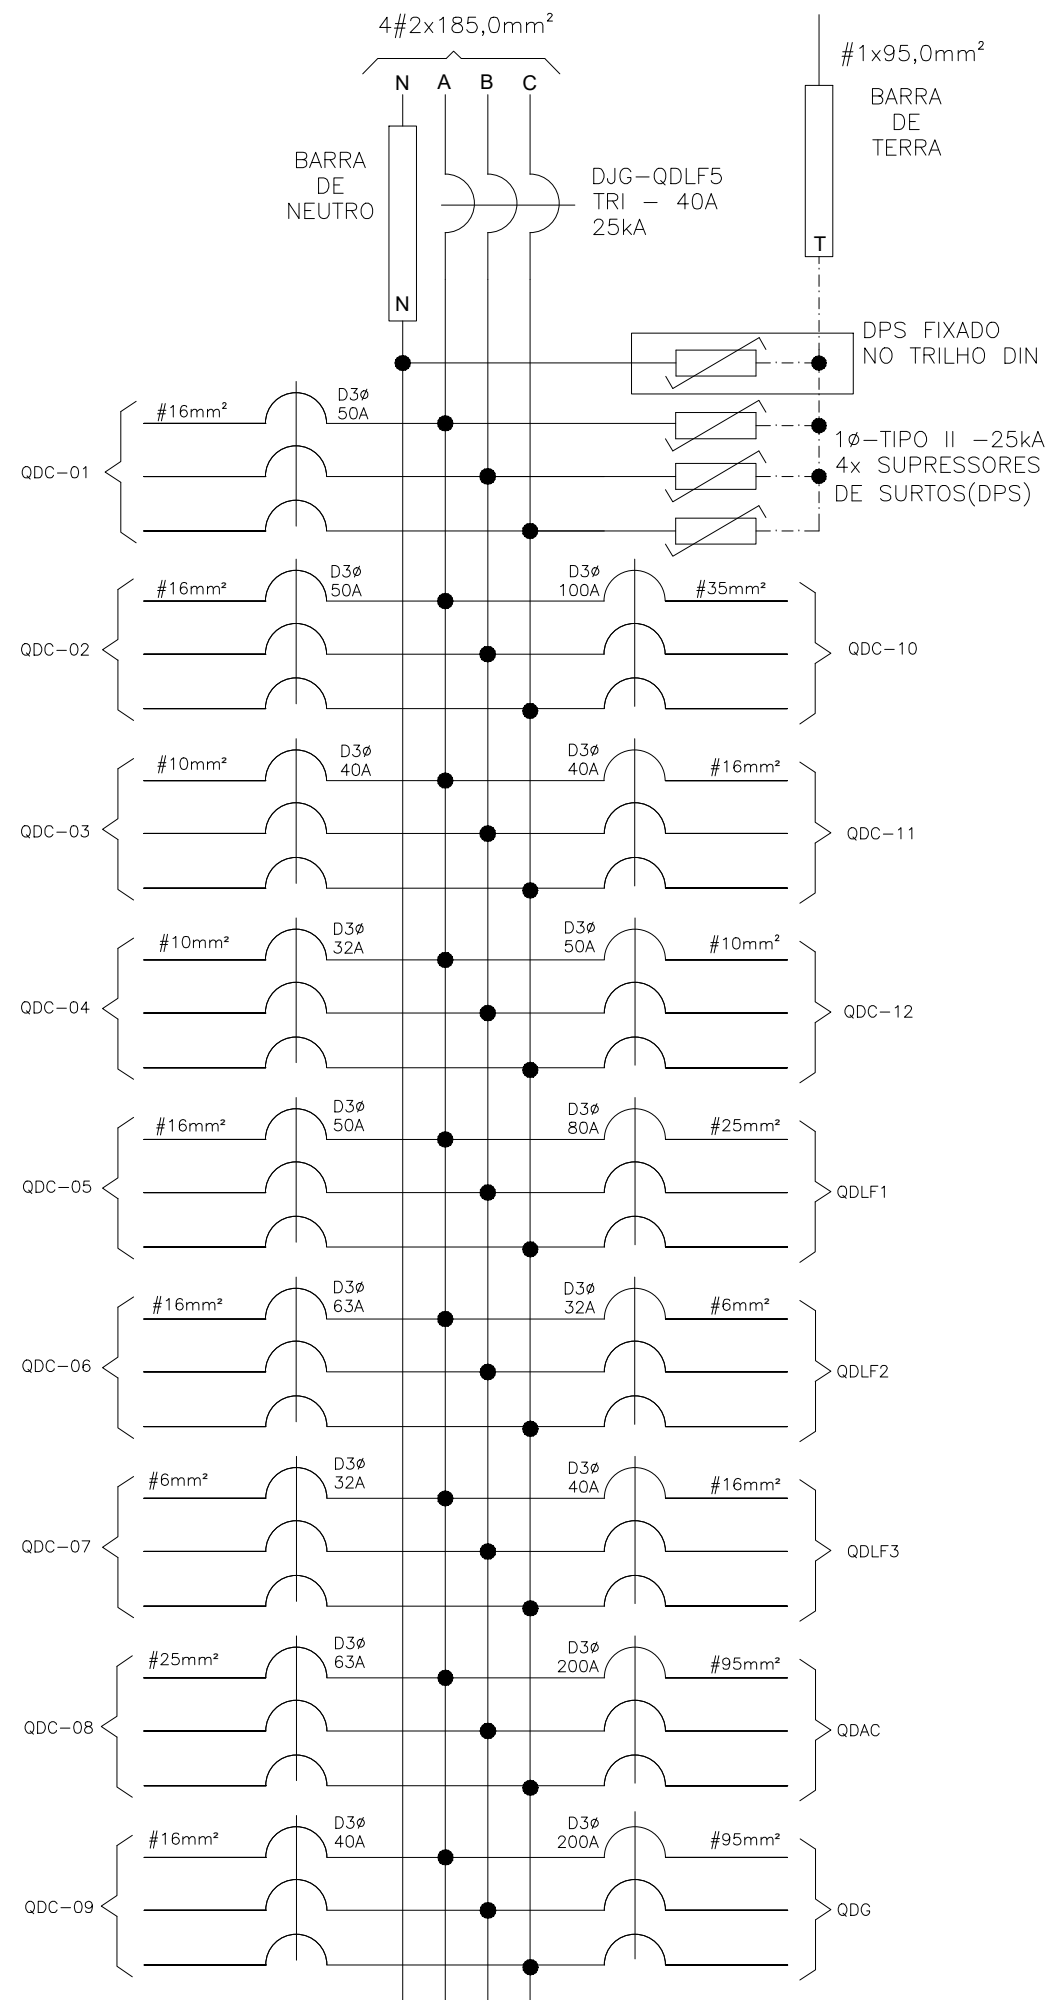 4#2x185,0mm²
#1x95,0mm²
N A B C
BARRA
DE
TERRA
BARRA
DE
NEUTRO
DJG-QDLF5
TRI - 40A
25kA
T
N
DPS FIXADO
NO TRILHO DIN
D3ø
50A
#16mm²
QDC-01
1ø-TIPO II -25kA
4x SUPRESSORES
DE SURTOS(DPS)
D3ø
50A
#16mm²
QDC-02
D3ø
100A
#35mm²
QDC-10
D3ø
40A
#10mm²
QDC-03
D3ø
40A
#16mm²
QDC-11
D3ø
32A
#10mm²
QDC-04
D3ø
50A
#10mm²
QDC-12
D3ø
50A
#16mm²
QDC-05
D3ø
80A
#25mm²
QDLF1
D3ø
63A
#16mm²
QDC-06
D3ø
32A
#6mm²
QDLF2
D3ø
32A
#6mm²
QDC-07
D3ø
40A
#16mm²
QDLF3
D3ø
63A
#25mm²
QDC-08
D3ø
200A
#95mm²
QDAC
D3ø
40A
#16mm²
QDC-09
D3ø
200A
#95mm²
QDG